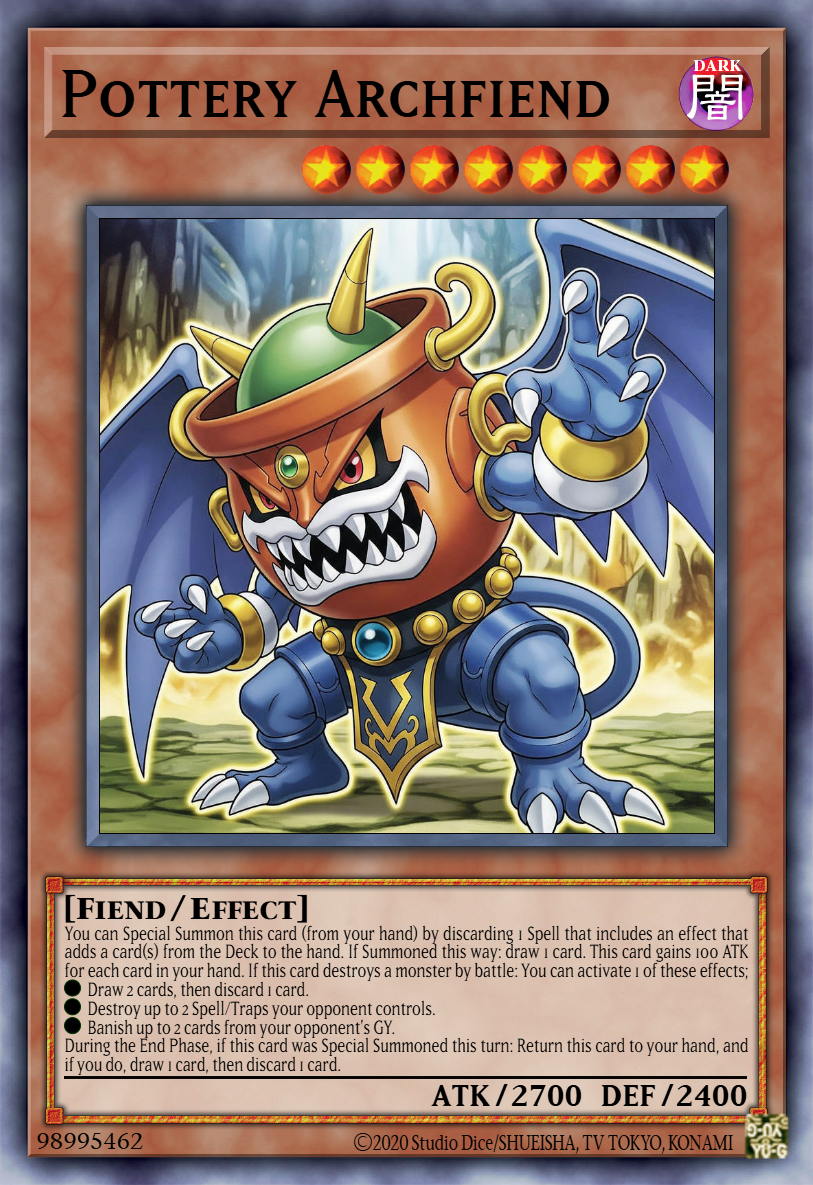 Pottery Archfiend
DARK
闇
[Fiend/Effect]
You can Special Summon this card (from your hand) by discarding 1 Spell that includes an effect that
adds a card(s) from the Deck to the hand. If Summoned this way: draw 1 card. This card gains 100 ATK
for each card in your hand. If this card destroys a monster by battle: You can activate 1 of these effects;
● Draw 2 cards, then discard 1 card.
● Destroy up to 2 Spell/Traps your opponent controls.
● Banish up to 2 cards from your opponent's GY.
During the End Phase, if this card was Special Summoned this turn: Return this card to your hand, and
if you do, draw 1 card, then discard 1 card.
ATK/2700 DEF/2400
98995462 ©2020 Studio Dice/SHUEISHA, TV TOKYO, KONAMI